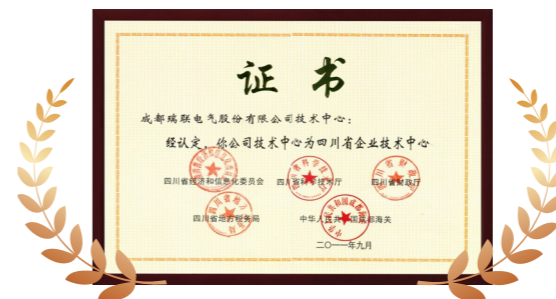 证书
成都瑞联电气股份有限公司技术中心：
经认定，你公司技术中心为四川省企业技术中心
四川省经济和信息化委员会 四川省科学技术厅 四川省财政厅
四川省地方税务局 中华人民共和国成都海关
二〇一一年九月